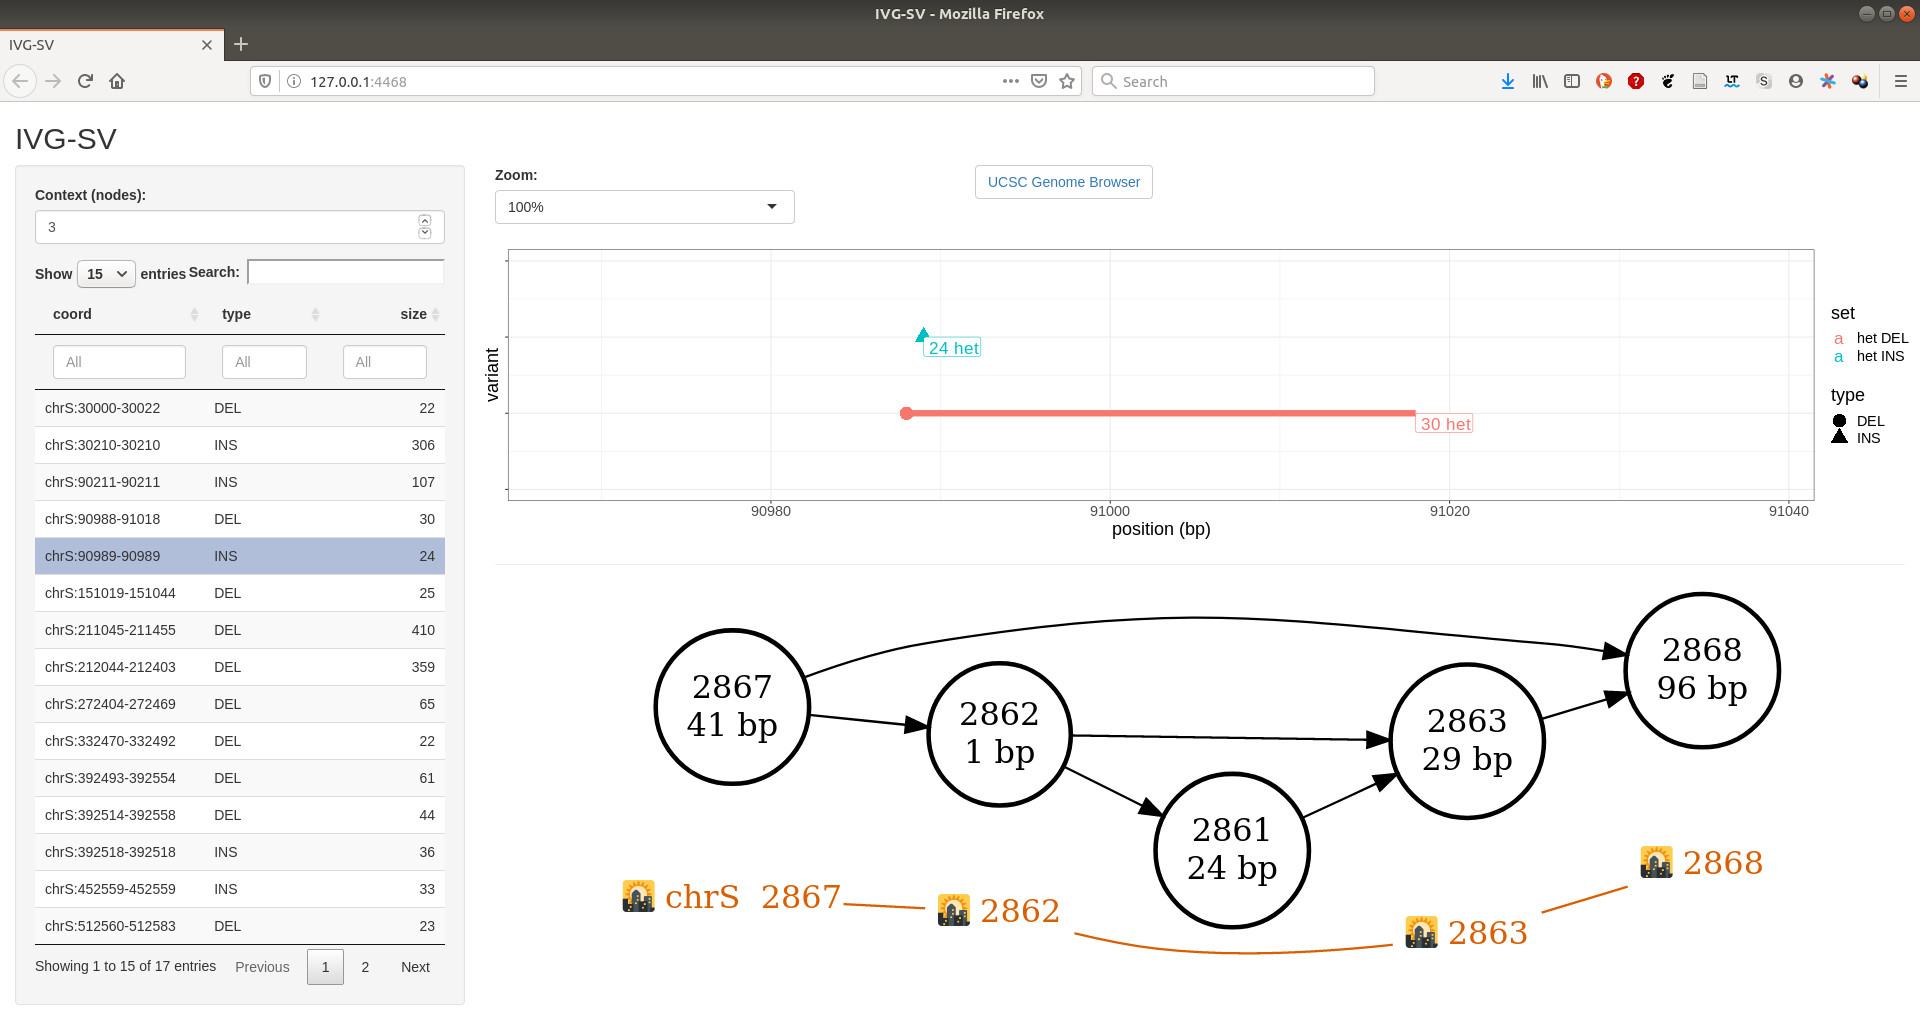 IVG-SV - Mozilla Firefox
IVG-SV
127.0.0.1:4468
Search
IVG-SV
Context (nodes):
3
Show 15 entries Search:
coord type size
All All All
chrS:30000-30022 DEL 22
chrS:30210-30210 INS 306
chrS:90211-90211 INS 107
chrS:90988-91018 DEL 30
chrS:90989-90989 INS 24
chrS:151019-151044 DEL 25
chrS:211045-211455 DEL 410
chrS:212044-212403 DEL 359
chrS:272404-272469 DEL 65
chrS:332470-332492 DEL 22
chrS:392493-392554 DEL 61
chrS:392514-392558 DEL 44
chrS:392518-392518 INS 36
chrS:452559-452559 INS 33
chrS:512560-512583 DEL 23
Showing 1 to 15 of 17 entries Previous 1 2 Next
Zoom:
100%
UCSC Genome Browser
variant
24 het
30 het
90980 91000 91020 91040
position (bp)
set
a het DEL
a het INS
type
DEL
INS
2867
41 bp
2862
1 bp
2861
24 bp
2863
29 bp
2868
96 bp
chrS 2867
2862
2863
2868